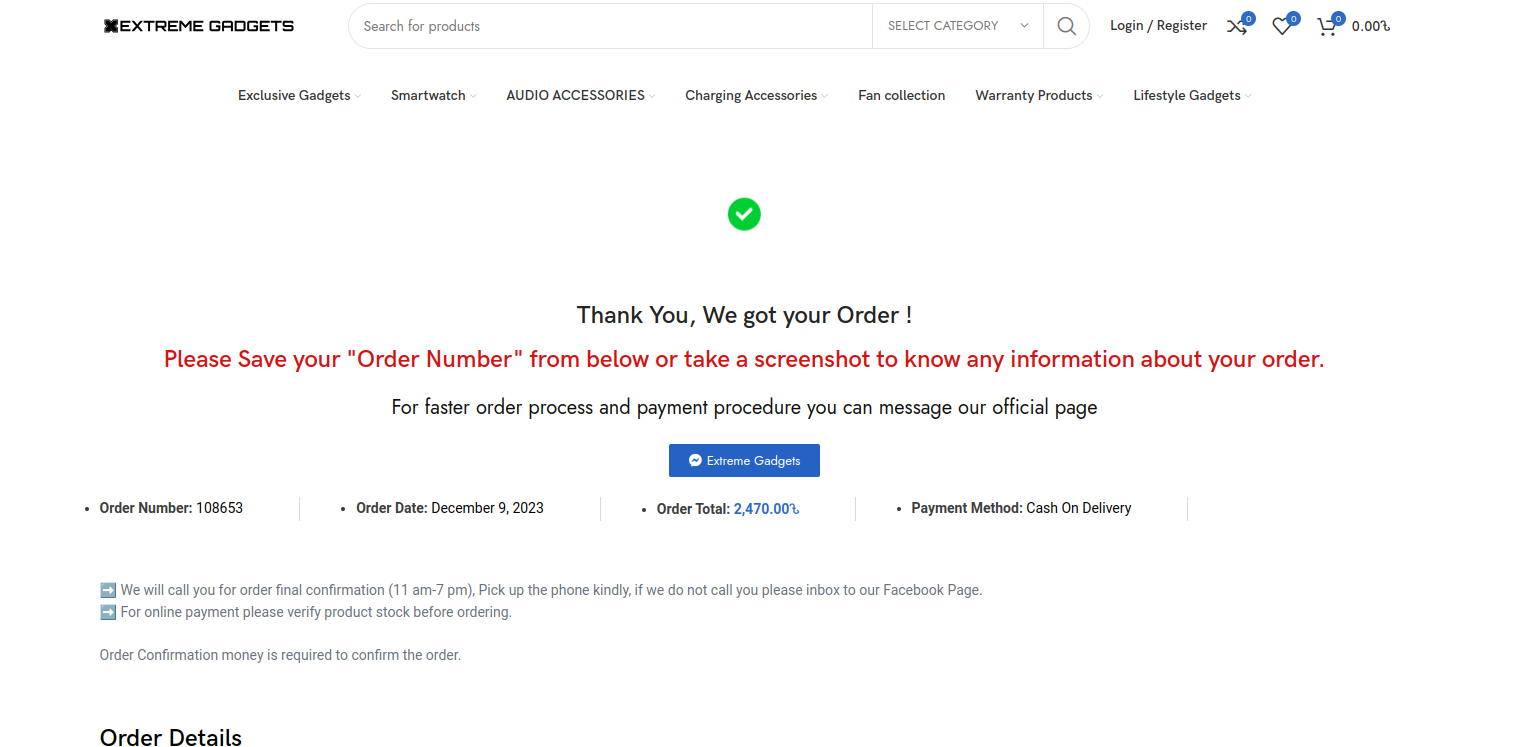 EXTREME GADGETS
Search for products
SELECT CATEGORY
Login / Register
0
0
0
0.00৳
Exclusive Gadgets
Smartwatch
AUDIO ACCESSORIES
Charging Accessories
Fan collection
Warranty Products
Lifestyle Gadgets
Thank You, We got your Order !
Please Save your "Order Number" from below or take a screenshot to know any information about your order.
For faster order process and payment procedure you can message our official page
Extreme Gadgets
• Order Number: 108653
• Order Date: December 9, 2023
• Order Total: 2,470.00৳
• Payment Method: Cash On Delivery
➡️ We will call you for order final confirmation (11 am-7 pm), Pick up the phone kindly, if we do not call you please inbox to our Facebook Page.
➡️ For online payment please verify product stock before ordering.
Order Confirmation money is required to confirm the order.
Order Details